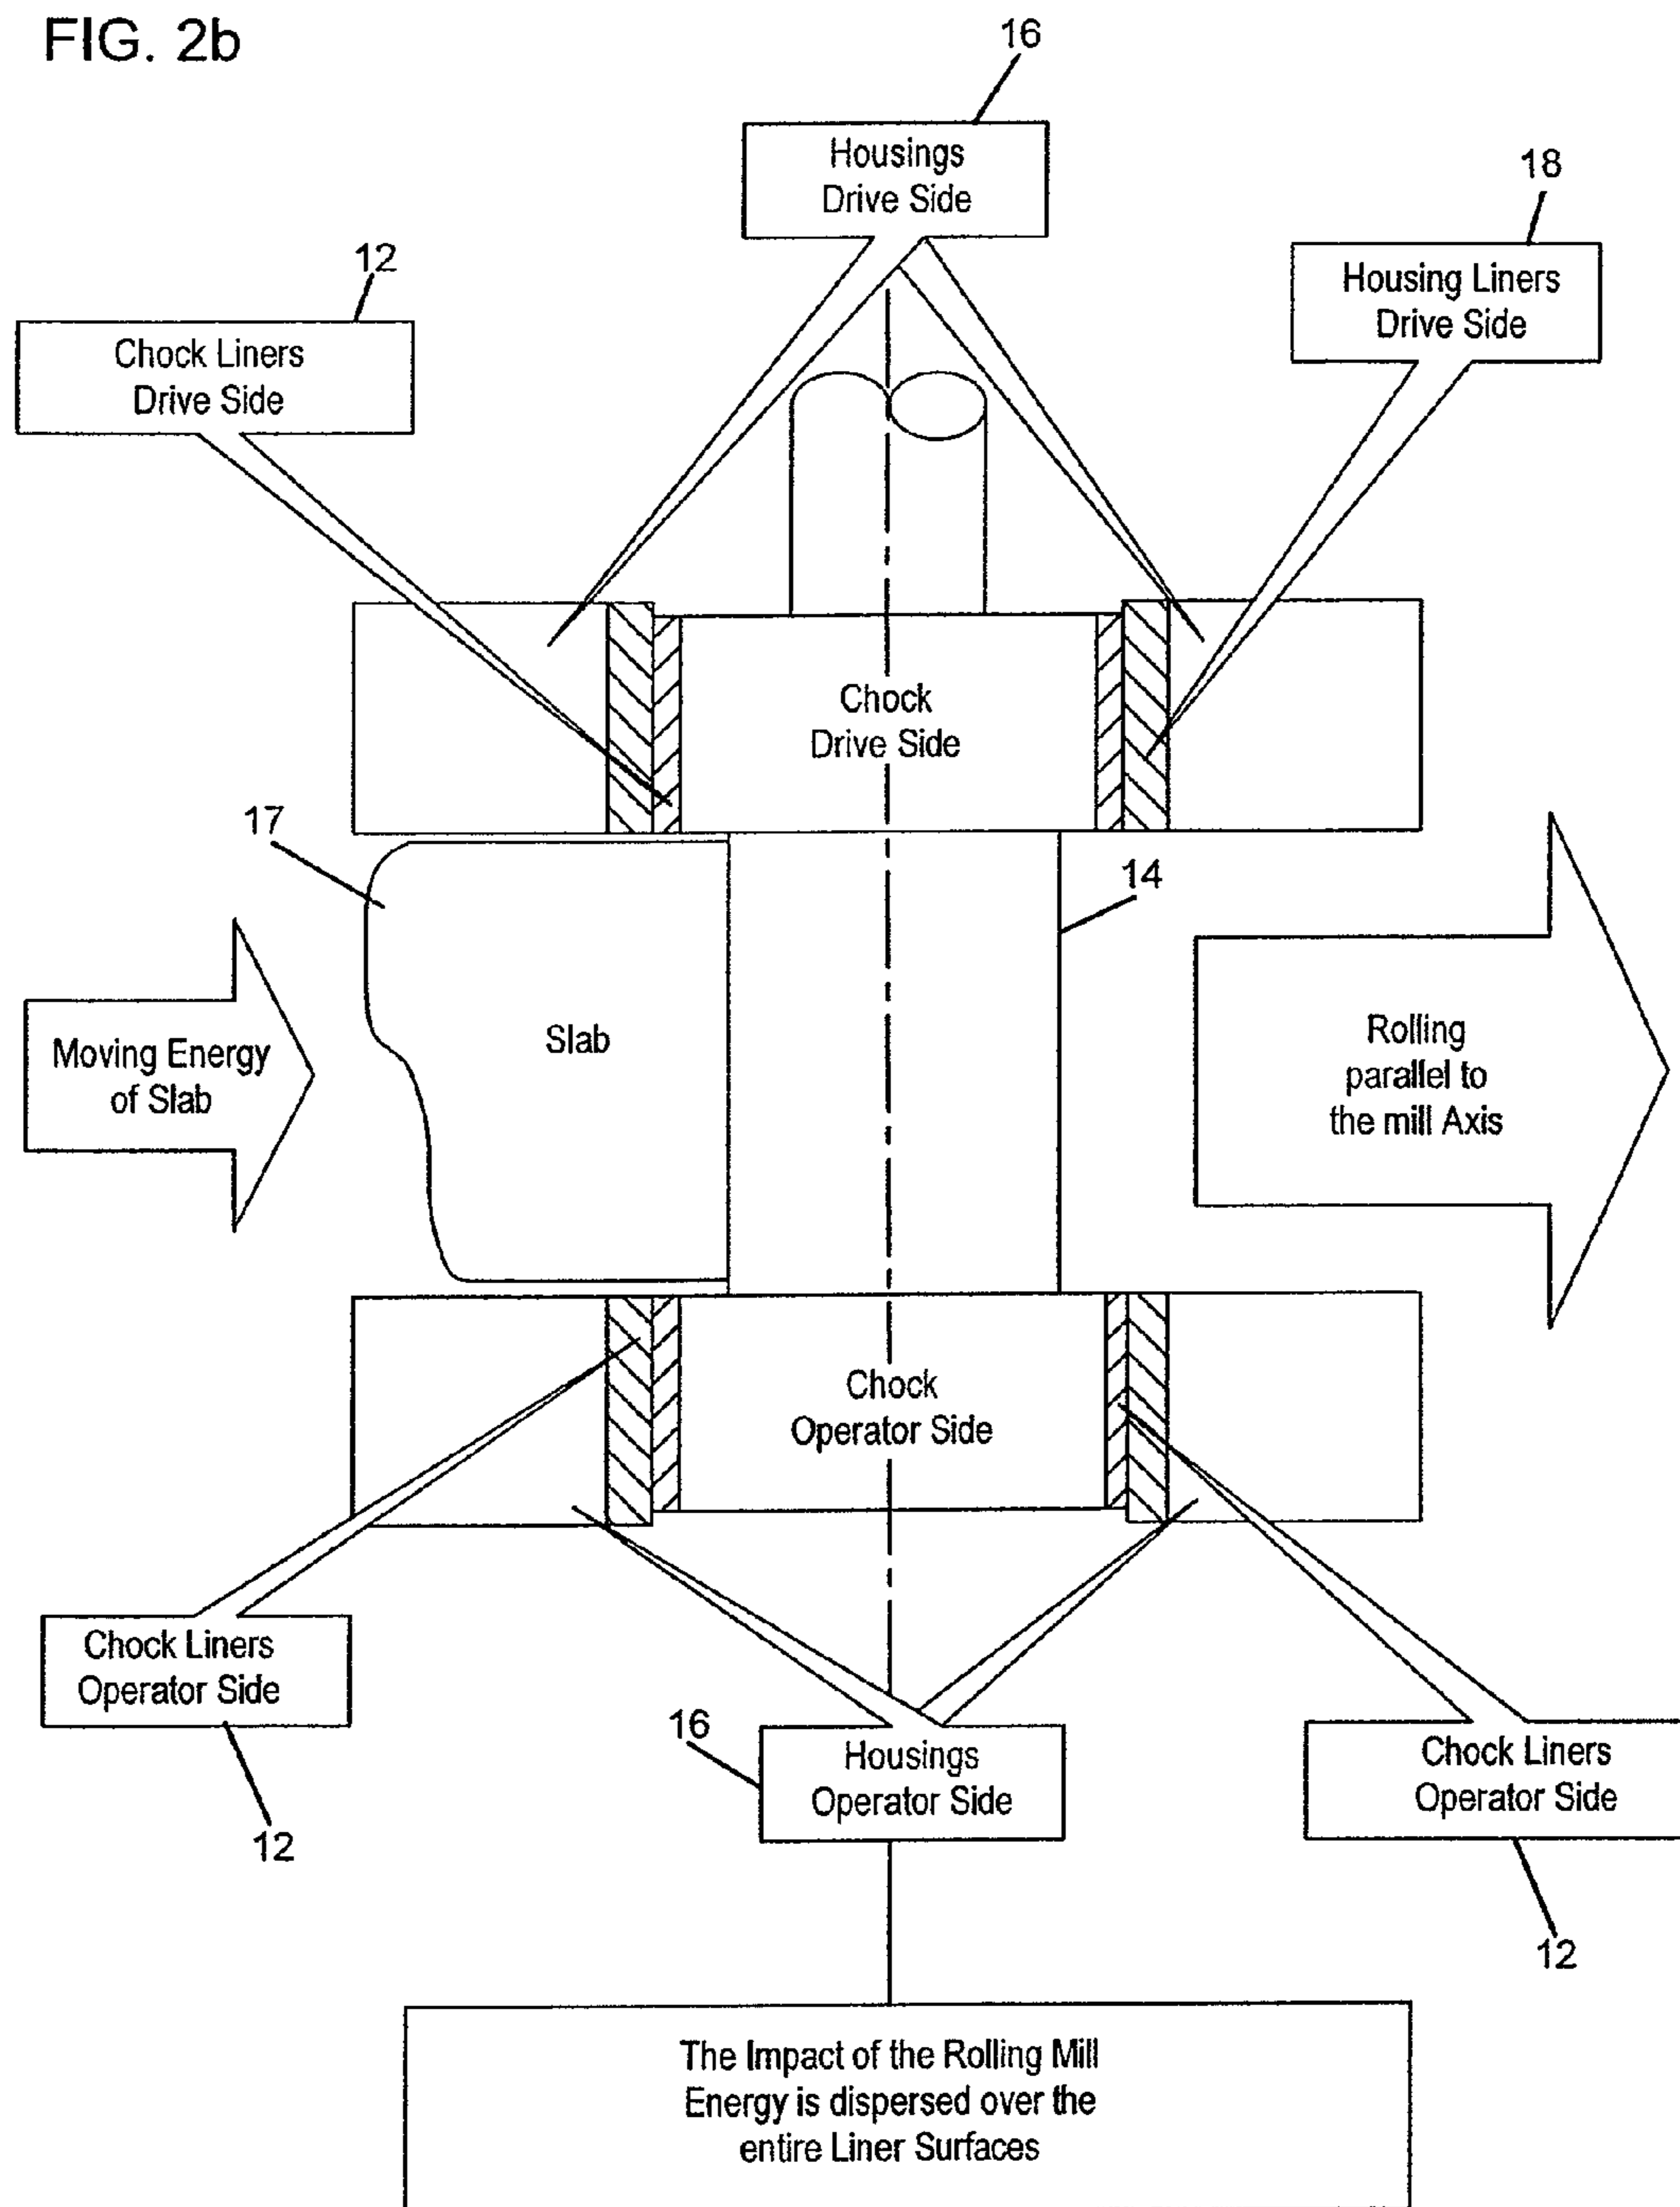 FIG. 2b
16
Housings
Drive Side
18
Housing Liners
Drive Side
12
Chock Liners
Drive Side
Chock
Drive Side
17
14
Slab
Moving Energy
of Slab
Rolling
parallel to
the mill Axis
Chock
Operator Side
Chock Liners
Operator Side
12
16
Housings
Operator Side
Chock Liners
Operator Side
12
The Impact of the Rolling Mill
Energy is dispersed over the
entire Liner Surfaces